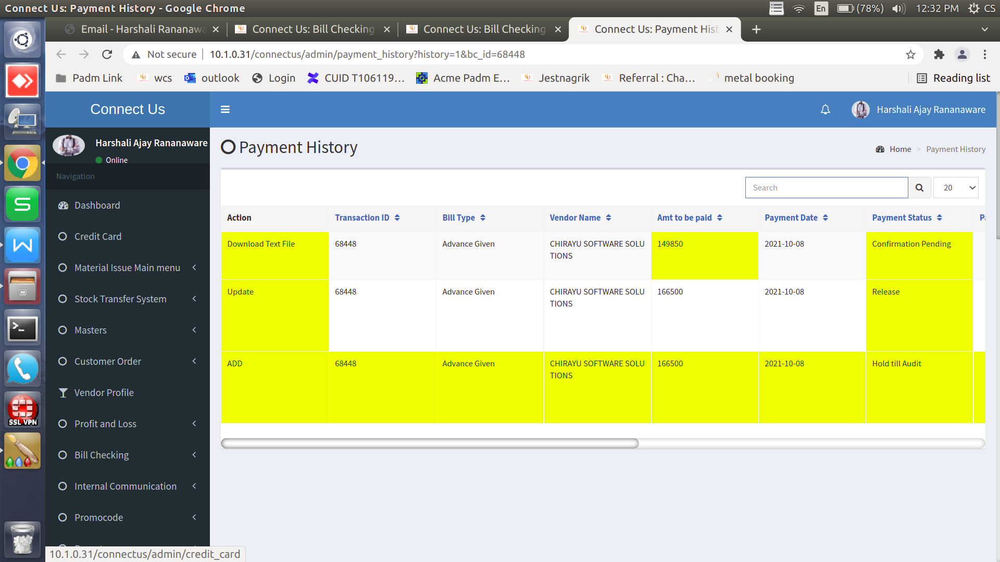 Connect Us: Payment History - Google Chrome
En (78%) 12:32 PM CS
Email - Harshali Rananawa
Connect Us: Bill Checking
Connect Us: Bill Checking
Connect Us: Payment Hist
Not secure 10.1.0.31/connectus/admin/payment_history?history=1&bc_id=68448
Padm Link wcs outlook Login CUID T106119... Acme Padm E... Jestnagrik Referral : Cha... metal booking Reading list
Connect Us
Harshali Ajay Rananaware
Harshali Ajay Rananaware
Online
Navigation
Dashboard
Credit Card
Material Issue Main menu
Stock Transfer System
Masters
Customer Order
Vendor Profile
Profit and Loss
Bill Checking
Internal Communication
Promocode
Payment History
Home > Payment History
Search
20
Action Transaction ID Bill Type Vendor Name Amt to be paid Payment Date Payment Status
Download Text File 68448 Advance Given CHIRAYU SOFTWARE SOLU 149850 2021-10-08 Confirmation Pending
TIONS
Update 68448 Advance Given CHIRAYU SOFTWARE SOLU 166500 2021-10-08 Release
TIONS
ADD 68448 Advance Given CHIRAYU SOFTWARE SOLU 166500 2021-10-08 Hold till Audit
TIONS
SSL VPN
10.1.0.31/connectus/admin/credit_card